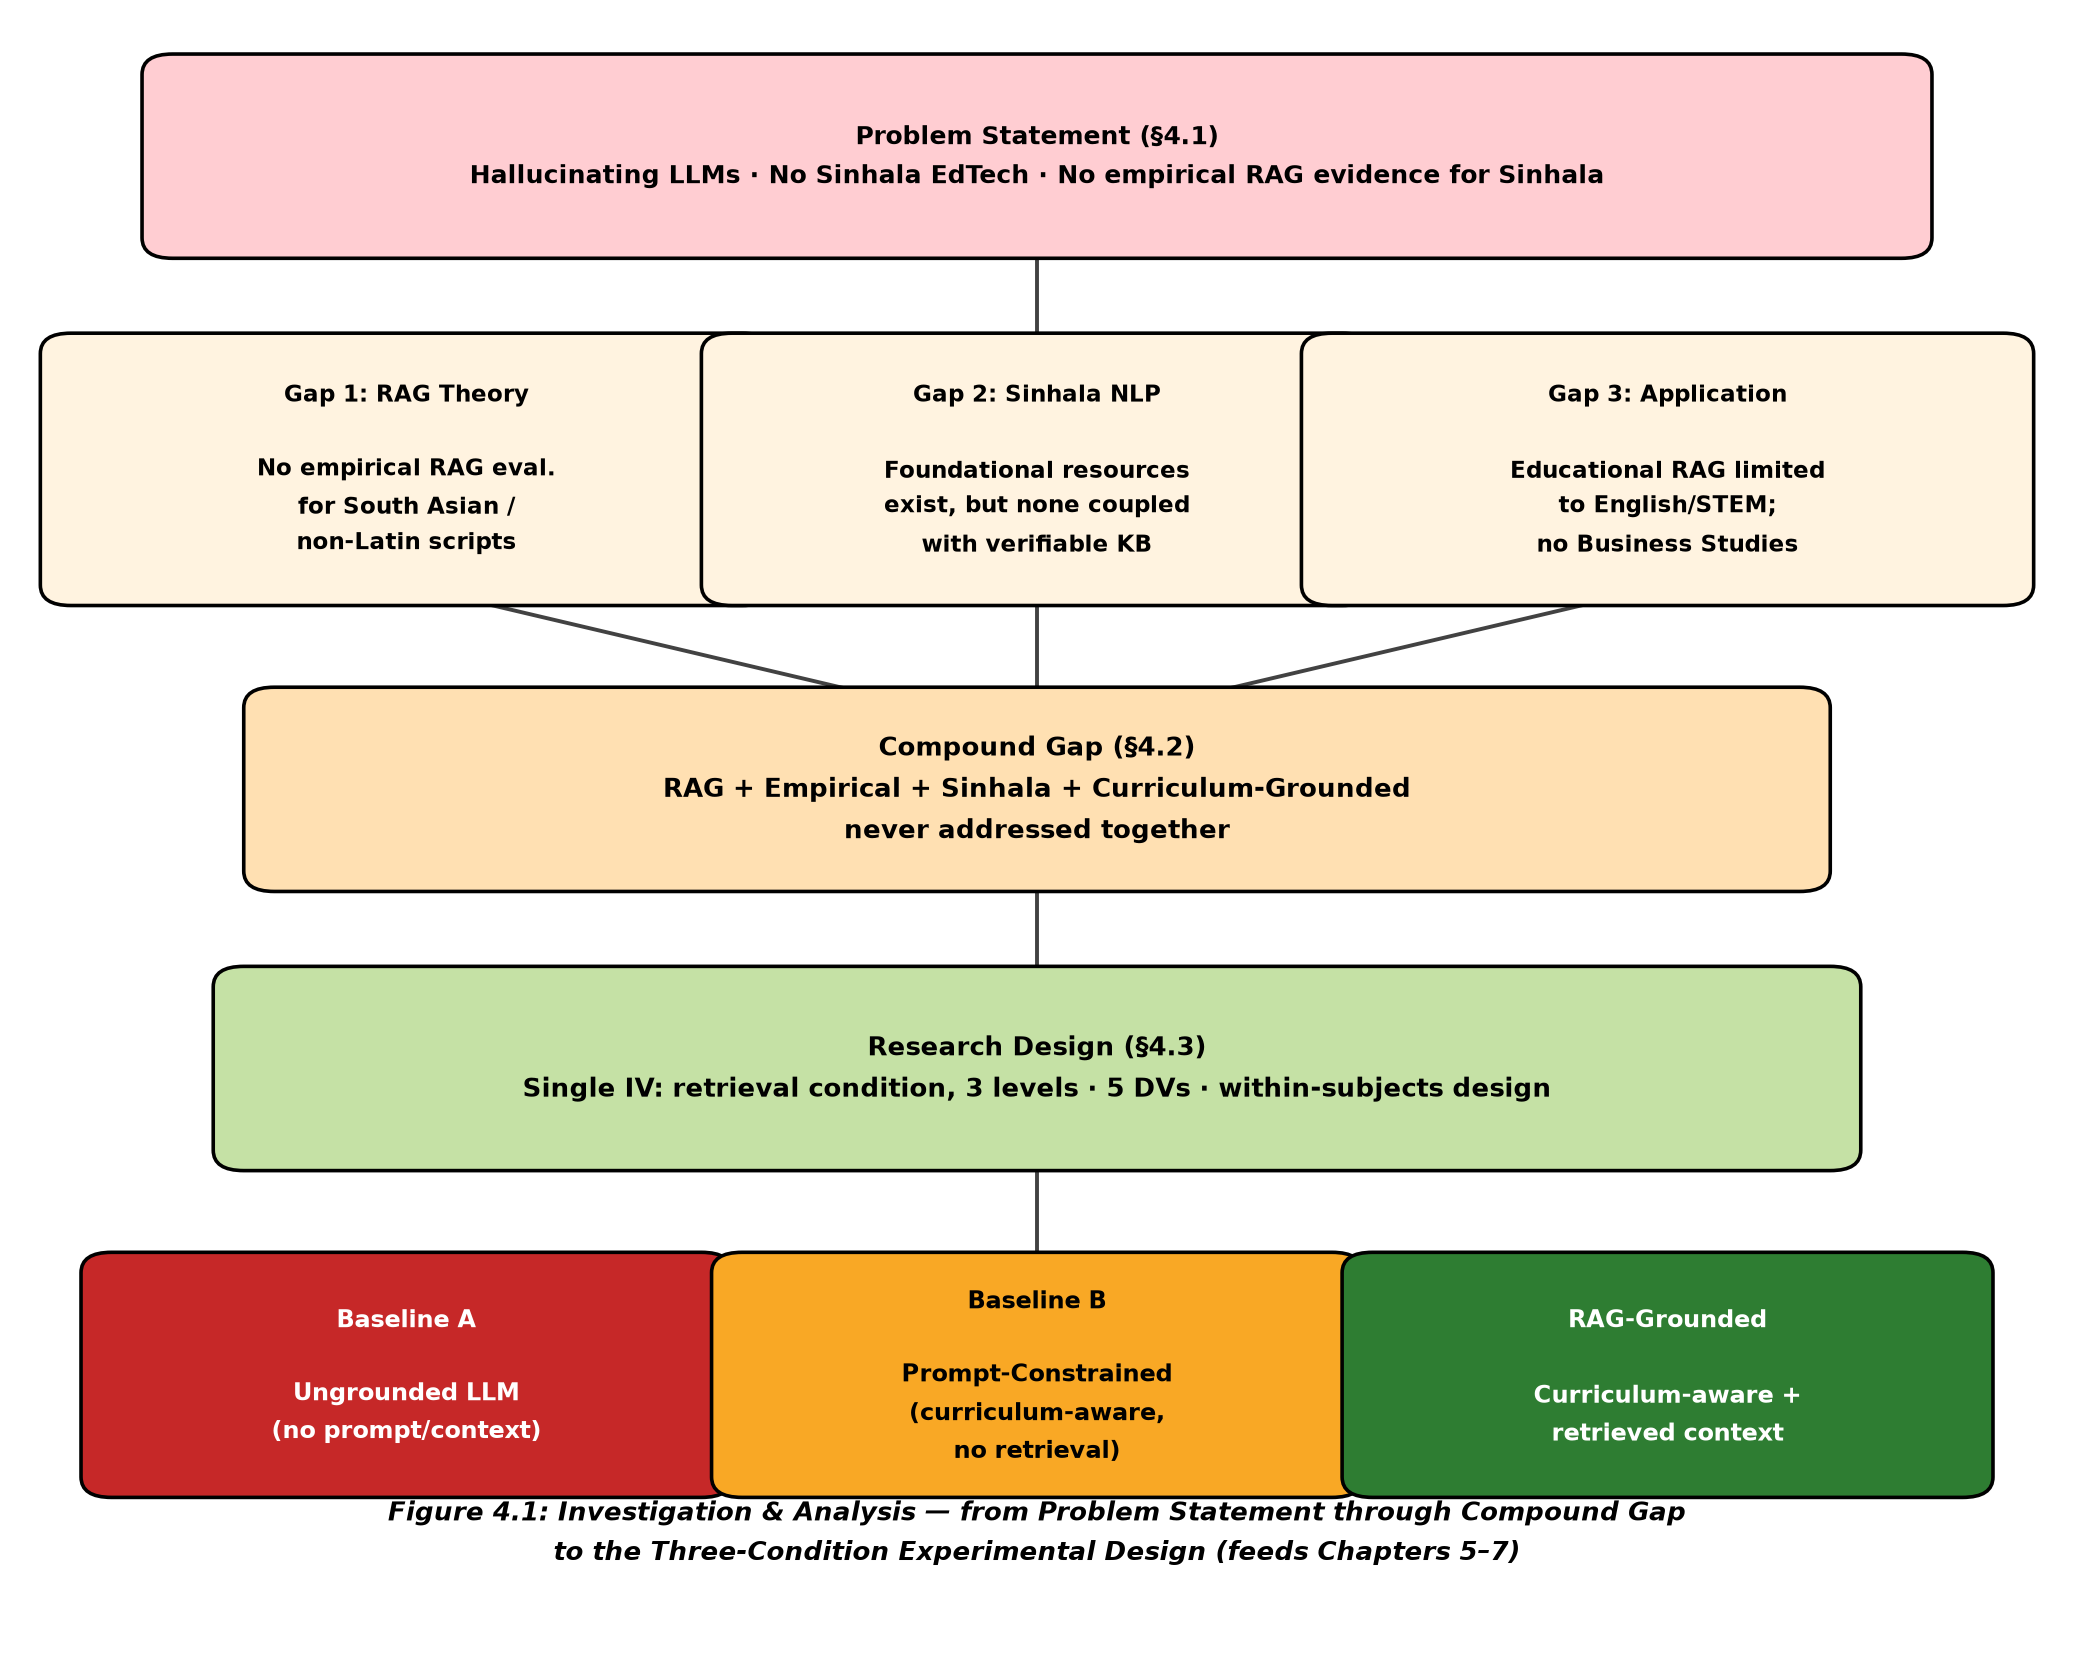 Problem Statement (§4.1)
Hallucinating LLMs · No Sinhala EdTech · No empirical RAG evidence for Sinhala
Gap 1: RAG Theory
No empirical RAG eval.
for South Asian /
non-Latin scripts
Gap 2: Sinhala NLP
Foundational resources
exist, but none coupled
with verifiable KB
Gap 3: Application
Educational RAG limited
to English/STEM;
no Business Studies
Compound Gap (§4.2)
RAG + Empirical + Sinhala + Curriculum-Grounded
never addressed together
Research Design (§4.3)
Single IV: retrieval condition, 3 levels · 5 DVs · within-subjects design
Baseline A
Ungrounded LLM
(no prompt/context)
Baseline B
Prompt-Constrained
(curriculum-aware,
no retrieval)
RAG-Grounded
Curriculum-aware +
retrieved context
Figure 4.1: Investigation & Analysis — from Problem Statement through Compound Gap
to the Three-Condition Experimental Design (feeds Chapters 5–7)